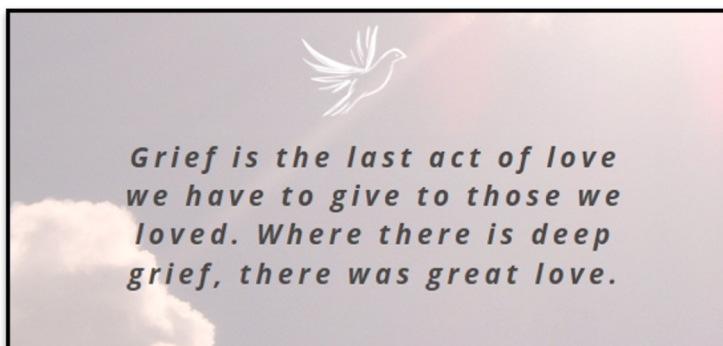 Grief is the last act of love
we have to give to those we
loved. Where there is deep
grief, there was great love.